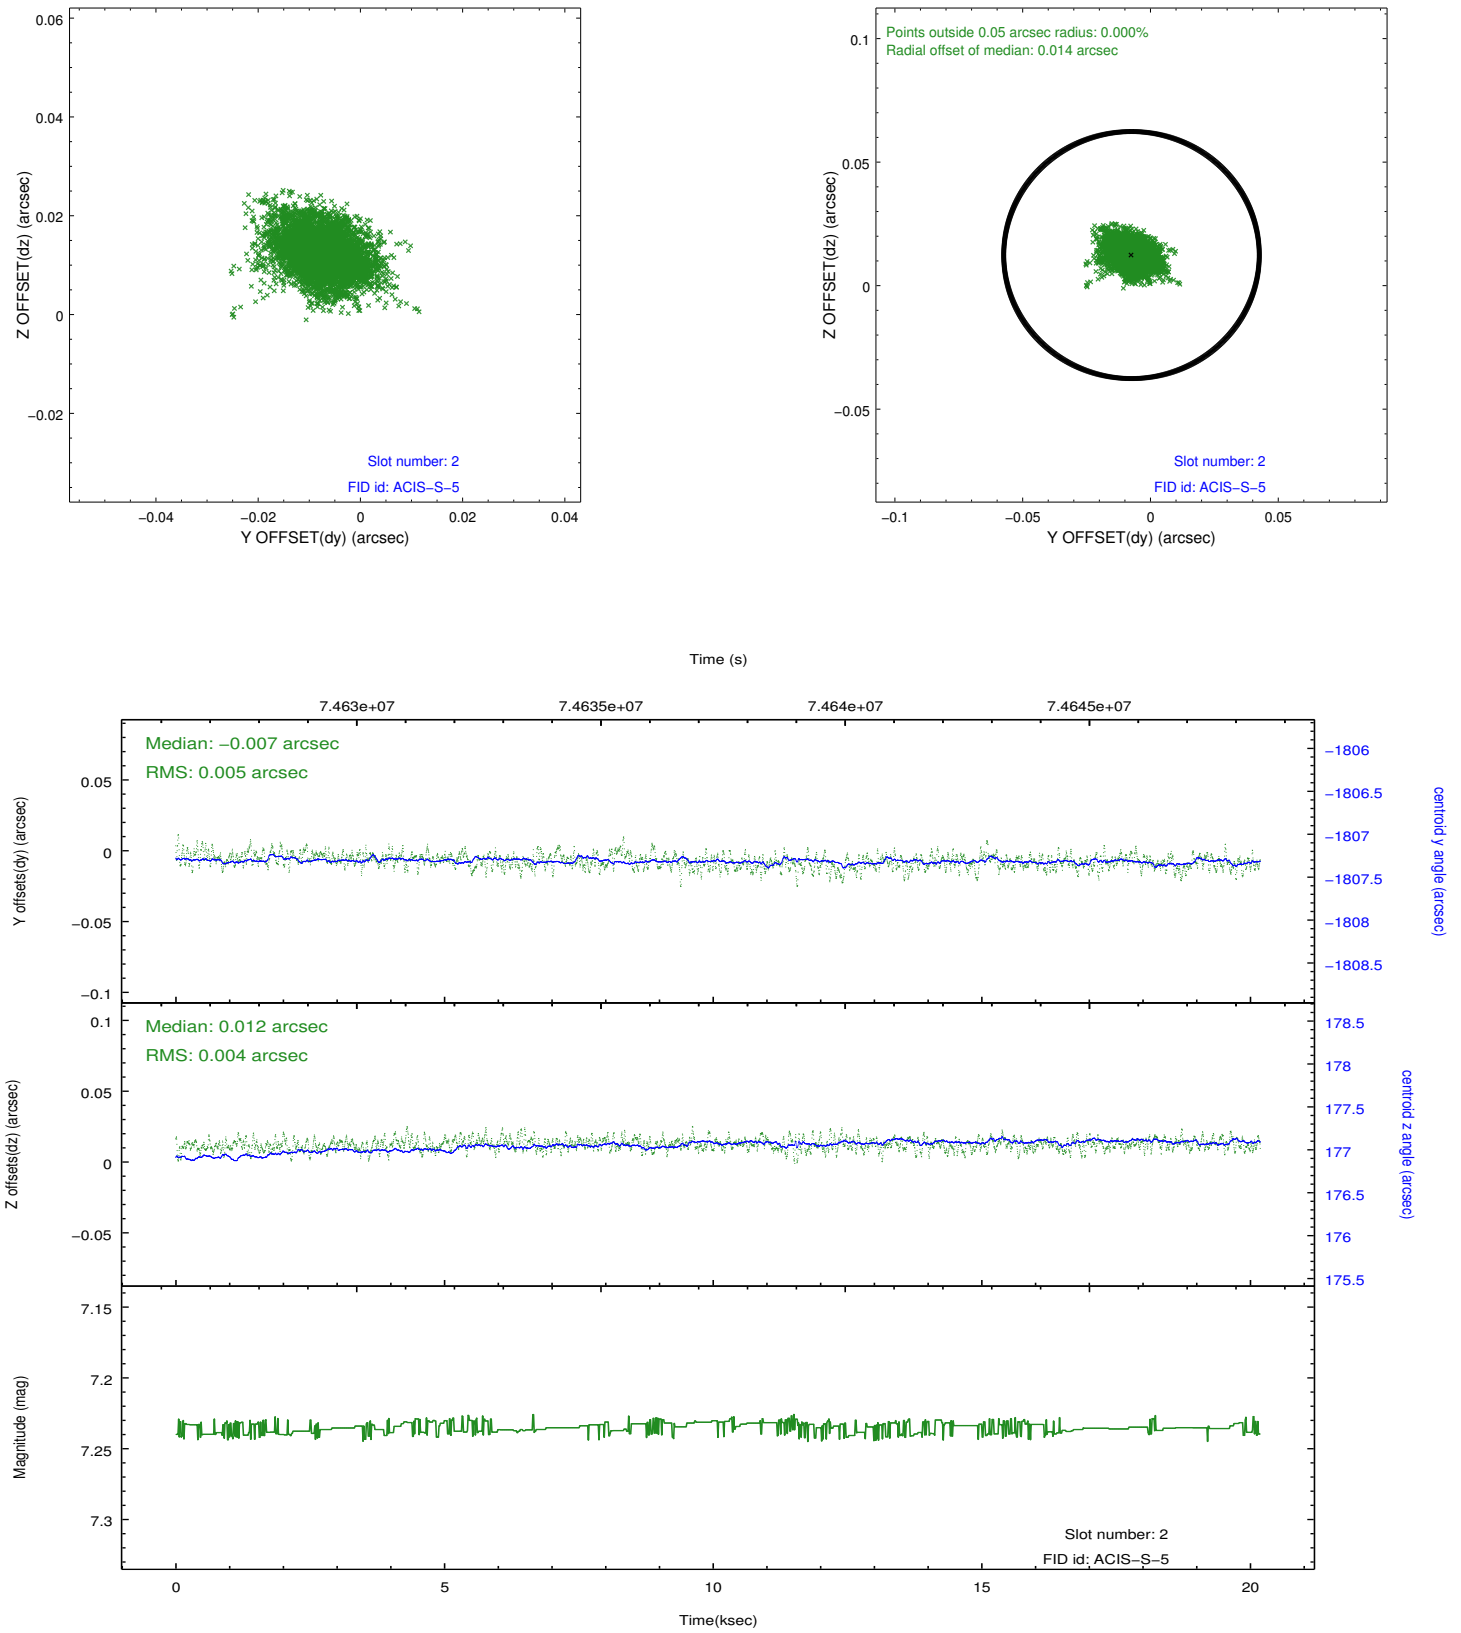 0.06
0.04
0.02
0
−0.02
Z OFFSET(dz) (arcsec)
Slot number: 2
FID id: ACIS−S−5
−0.04 −0.02 0 0.02 0.04
Y OFFSET(dy) (arcsec)
Points outside 0.05 arcsec radius: 0.000%
Radial offset of median: 0.014 arcsec
0.1
0.05
0
−0.05
Z OFFSET(dz) (arcsec)
Slot number: 2
FID id: ACIS−S−5
−0.1 −0.05 0 0.05
Y OFFSET(dy) (arcsec)
Time (s)
7.463e+07 7.4635e+07 7.464e+07 7.4645e+07
Median: −0.007 arcsec
RMS: 0.005 arcsec
0.05
0
−0.05
−0.1
Y offsets(dy) (arcsec)
−1806
−1806.5
−1807
−1807.5
−1808
−1808.5
centroid y angle (arcsec)
Median: 0.012 arcsec
RMS: 0.004 arcsec
0.1
0.05
0
−0.05
Z offsets(dz) (arcsec)
178.5
178
177.5
177
176.5
176
175.5
centroid z angle (arcsec)
7.15
7.2
7.25
7.3
Magnitude (mag)
Slot number: 2
FID id: ACIS−S−5
0 5 10 15 20
Time(ksec)